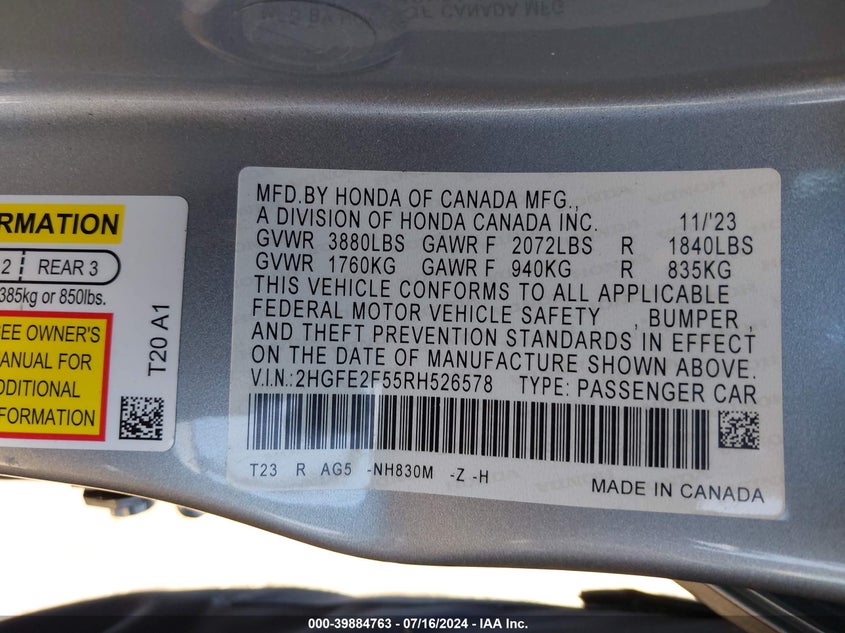 MFD.BY HONDA OF CANADA MFG.,
A DIVISION OF HONDA CANADA INC. 11/'23
GVWR 3880LBS GAWR F 2072LBS R 1840LBS
GVWR 1760KG GAWR F 940KG R 835KG
THIS VEHICLE CONFORMS TO ALL APPLICABLE
FEDERAL MOTOR VEHICLE SAFETY , BUMPER ,
AND THEFT PREVENTION STANDARDS IN EFFECT
ON THE DATE OF MANUFACTURE SHOWN ABOVE.
V.I.N.:2HGFE2F55RH526578 TYPE: PASSENGER CAR
T23 R AG5 -NH830M -Z -H
MADE IN CANADA
RMATION
2 REAR 3
385kg or 850lbs.
EE OWNER'S
ANUAL FOR
DDITIONAL
FORMATION
T20 A1
000-39884763 - 07/16/2024 - IAA Inc.